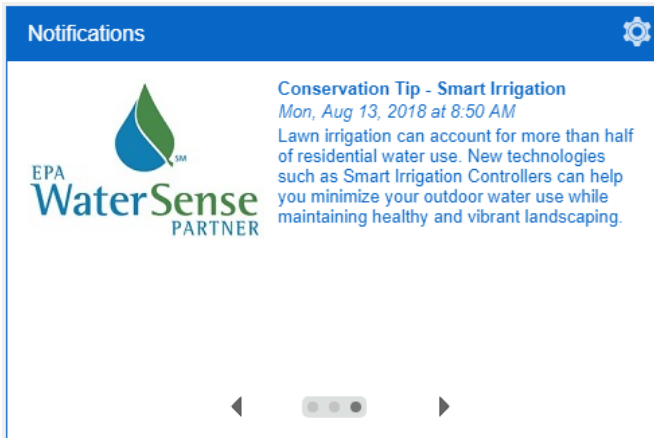 Notifications
Conservation Tip - Smart Irrigation
Mon, Aug 13, 2018 at 8:50 AM
Lawn irrigation can account for more than half
of residential water use. New technologies
such as Smart Irrigation Controllers can help
you minimize your outdoor water use while
maintaining healthy and vibrant landscaping.
SM
EPA
WaterSense
PARTNER